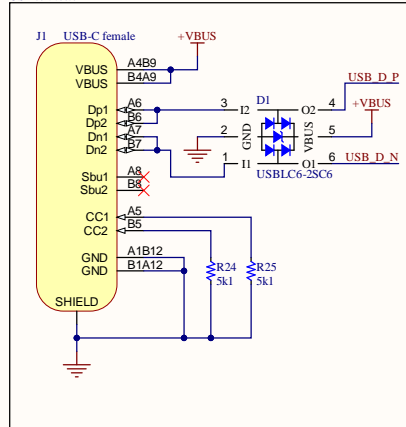 J1 USB-C female
+VBUS
VBUS A4B9
VBUS B4A9
Dp1 A6
Dp2 B6
Dn1 A7
Dn2 B7
Sbu1 A8
Sbu2 B8
CC1 A5
CC2 B5
GND A1B12
GND B1A12
SHIELD
R24
5k1
R25
5k1
D1
3 I2 O2 4 USB_D_P
+VBUS
2 GND VBUS 5
1 I1 O1 6 USB_D_N
USBLC6-2SC6